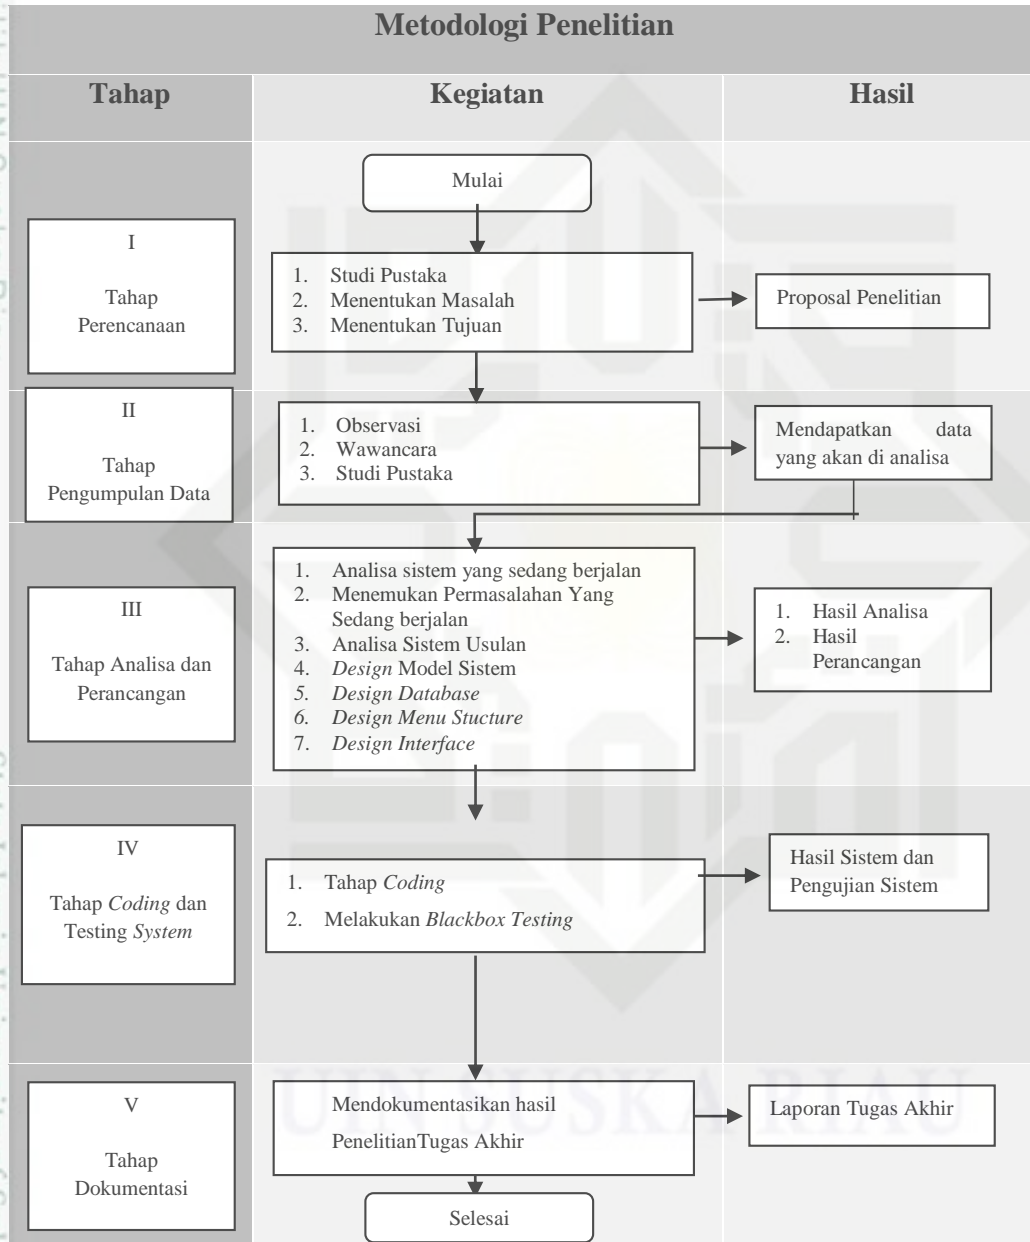 Metodologi Penelitian
Tahap
Kegiatan
Hasil
Mulai
I
Tahap
Perencanaan
1. Studi Pustaka
2. Menentukan Masalah
3. Menentukan Tujuan
Proposal Penelitian
II
Tahap
Pengumpulan Data
1. Observasi
2. Wawancara
3. Studi Pustaka
Mendapatkan data
yang akan di analisa
III
Tahap Analisa dan
Perancangan
1. Analisa sistem yang sedang berjalan
2. Menemukan Permasalahan Yang
Sedang berjalan
3. Analisa Sistem Usulan
4. Design Model Sistem
5. Design Database
6. Design Menu Stucture
7. Design Interface
1. Hasil Analisa
2. Hasil
Perancangan
IV
Tahap Coding dan
Testing System
1. Tahap Coding
2. Melakukan Blackbox Testing
Hasil Sistem dan
Pengujian Sistem
V
Tahap
Dokumentasi
Mendokumentasikan hasil
PenelitianTugas Akhir
Laporan Tugas Akhir
UIN SUSKA RIAU
Selesai